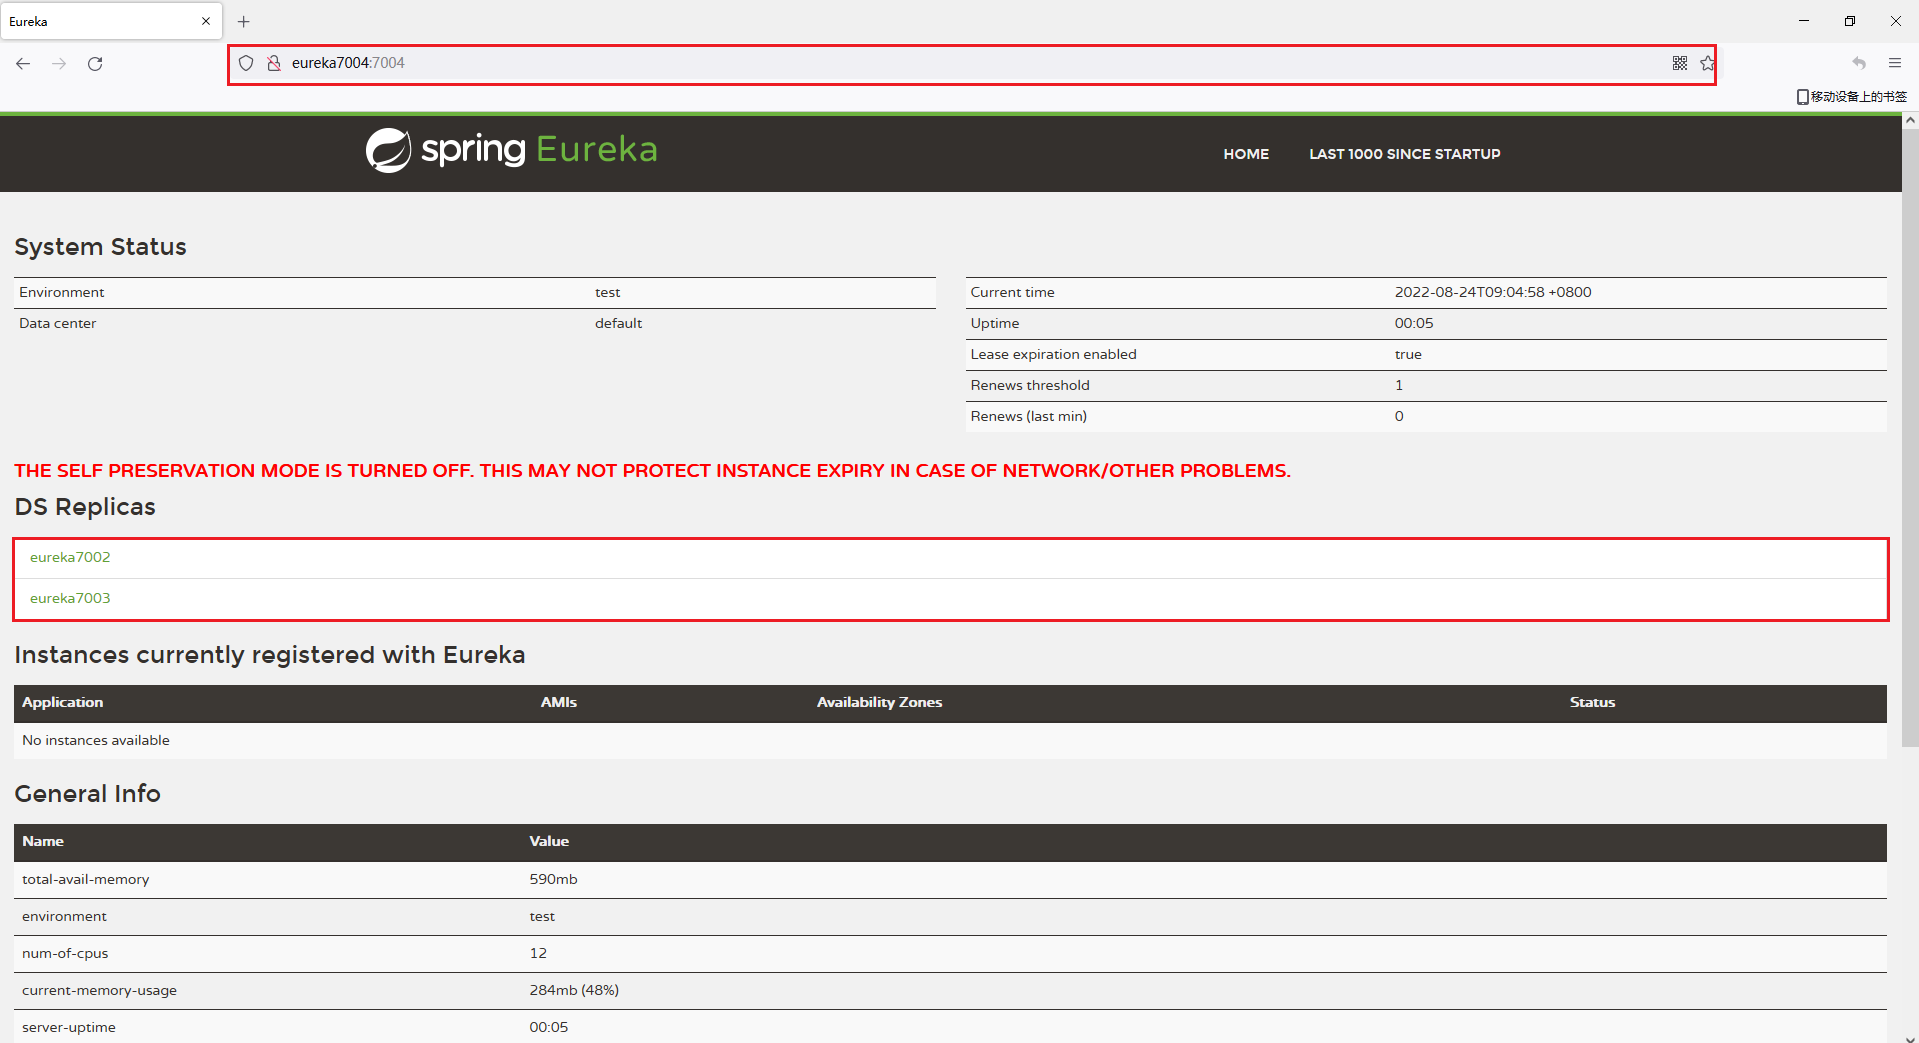 Eureka
eureka7004:7004
移动设备上的书签
spring Eureka
HOME LAST 1000 SINCE STARTUP
System Status
Environment test
Data center default
Current time 2022-08-24T09:04:58 +0800
Uptime 00:05
Lease expiration enabled true
Renews threshold 1
Renews (last min) 0
THE SELF PRESERVATION MODE IS TURNED OFF. THIS MAY NOT PROTECT INSTANCE EXPIRY IN CASE OF NETWORK/OTHER PROBLEMS.
DS Replicas
eureka7002
eureka7003
Instances currently registered with Eureka
Application AMIs Availability Zones Status
No instances available
General Info
Name Value
total-avail-memory 590mb
environment test
num-of-cpus 12
current-memory-usage 284mb (48%)
server-uptime 00:05